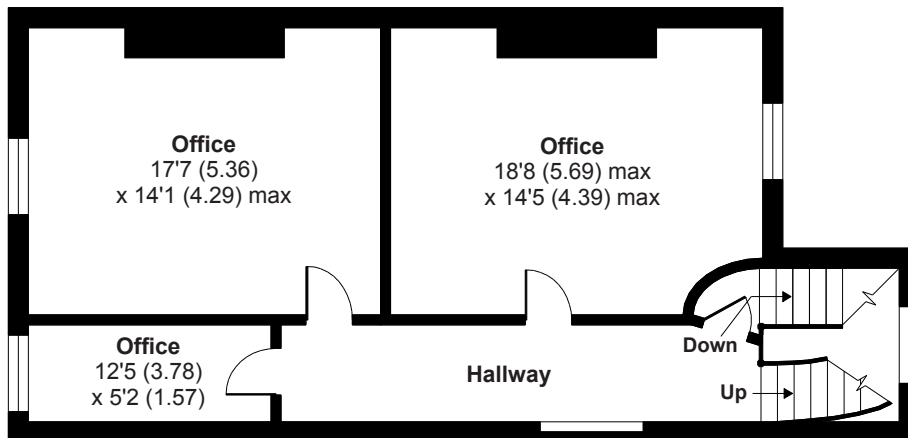 Office
17'7 (5.36)
x 14'1 (4.29) max
Office
18'8 (5.69) max
x 14'5 (4.39) max
Office
12'5 (3.78)
x 5'2 (1.57)
Hallway
Down
Up